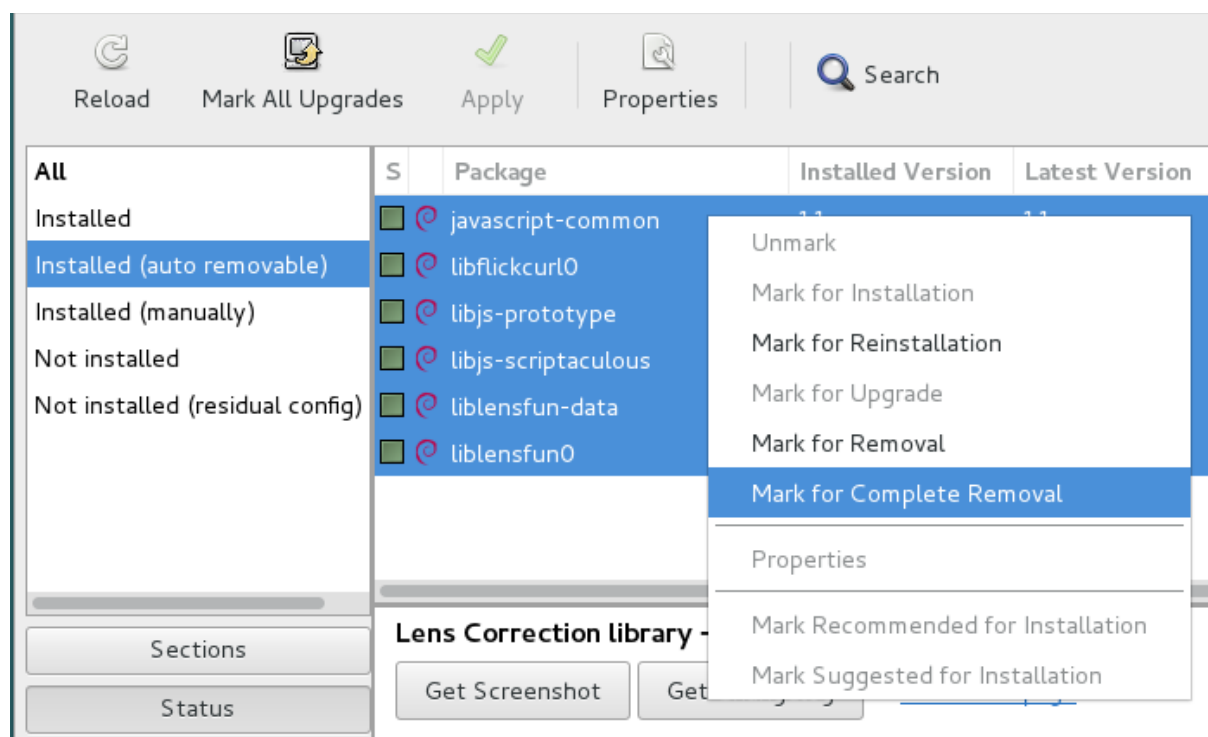 Reload
Mark All Upgrades
Apply
Properties
Search
All
Installed
Installed (auto removable)
Installed (manually)
Not installed
Not installed (residual config)
Sections
Status
S Package Installed Version Latest Version
javascript-common
libflickcurl0
libjs-prototype
libjs-scriptaculous
liblensfun-data
liblensfun0
Unmark
Mark for Installation
Mark for Reinstallation
Mark for Upgrade
Mark for Removal
Mark for Complete Removal
Properties
Mark Recommended for Installation
Mark Suggested for Installation
Lens Correction library -
Get Screenshot
Get